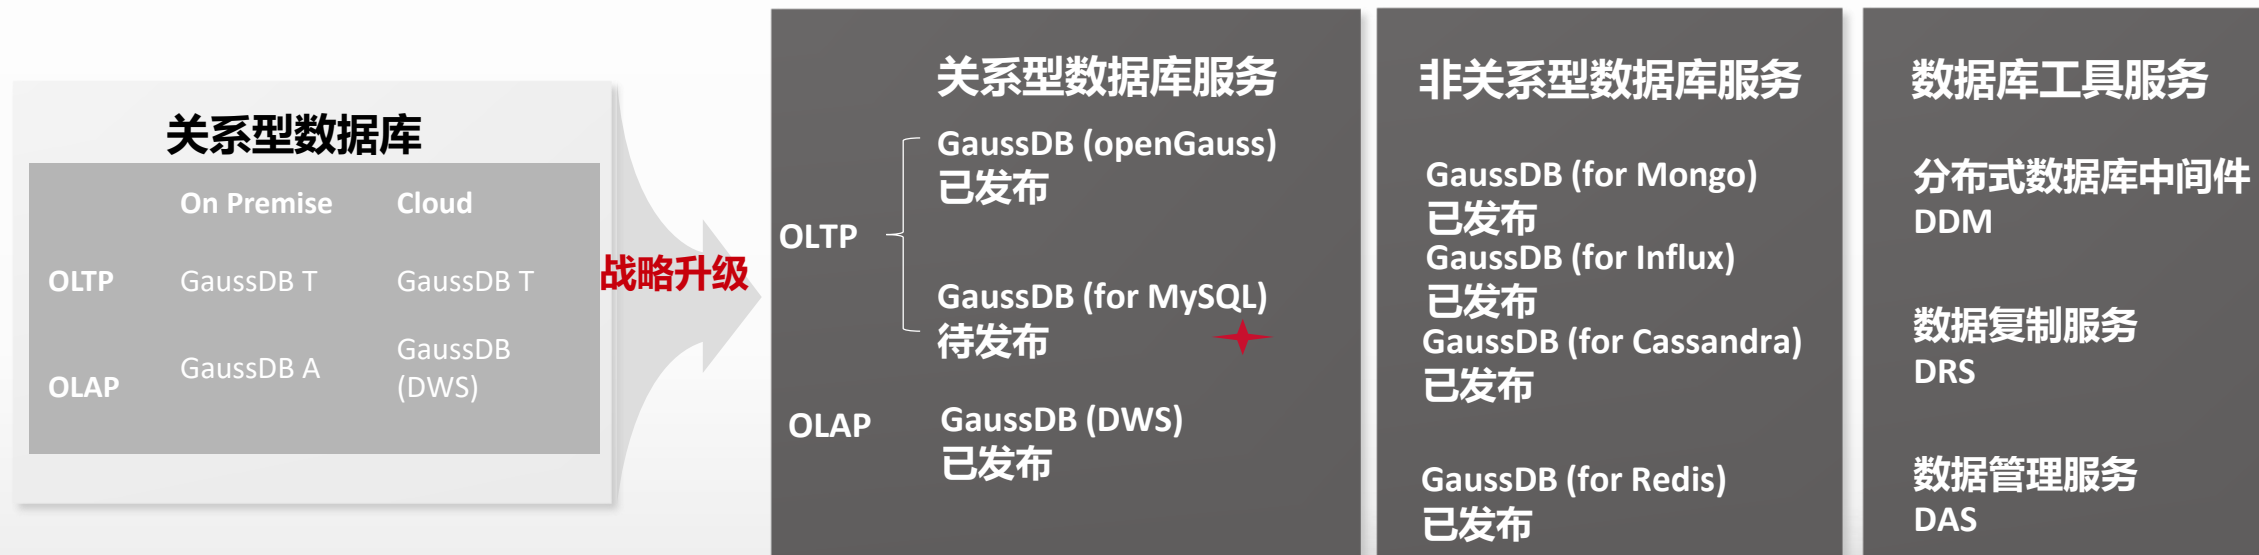 关系型数据库
On Premise Cloud
OLTP GaussDB T GaussDB T
OLAP GaussDB A GaussDB
(DWS)
战略升级
关系型数据库服务
OLTP
GaussDB (openGauss)
已发布
GaussDB (for MySQL)
待发布
OLAP
GaussDB (DWS)
已发布
非关系型数据库服务
GaussDB (for Mongo)
已发布
GaussDB (for Influx)
已发布
GaussDB (for Cassandra)
已发布
GaussDB (for Redis)
已发布
数据库工具服务
分布式数据库中间件
DDM
数据复制服务
DRS
数据管理服务
DAS